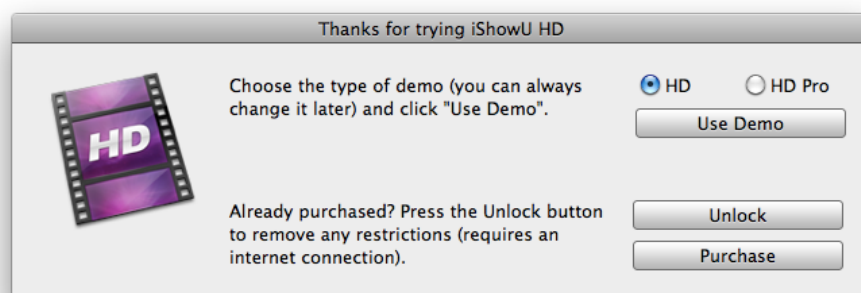 Thanks for trying iShowU HD
HD
Choose the type of demo (you can always
change it later) and click "Use Demo".
HD
HD Pro
Use Demo
Already purchased? Press the Unlock button
to remove any restrictions (requires an
internet connection).
Unlock
Purchase